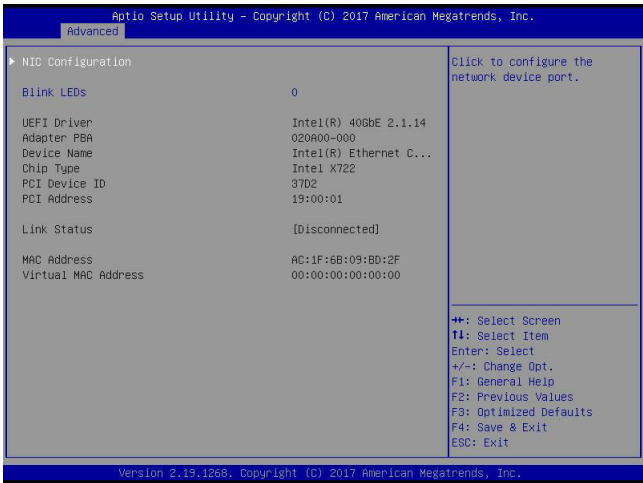 Aptio Setup Utility – Copyright (C) 2017 American Megatrends, Inc.
Advanced
NIC Configuration
Blink LEDs 0
UEFI Driver Intel(R) 40GbE 2.1.14
Adapter PBA 020A00-000
Device Name Intel(R) Ethernet C...
Chip Type Intel X722
PCI Device ID 37D2
PCI Address 19:00:01
Link Status [Disconnected]
MAC Address AC:1F:6B:09:BD:2F
Virtual MAC Address 00:00:00:00:00:00
Click to configure the
network device port.
→←: Select Screen
↑↓: Select Item
Enter: Select
+/-: Change Opt.
F1: General Help
F2: Previous Values
F3: Optimized Defaults
F4: Save & Exit
ESC: Exit
Version 2.19.1268. Copyright (C) 2017 American Megatrends, Inc.